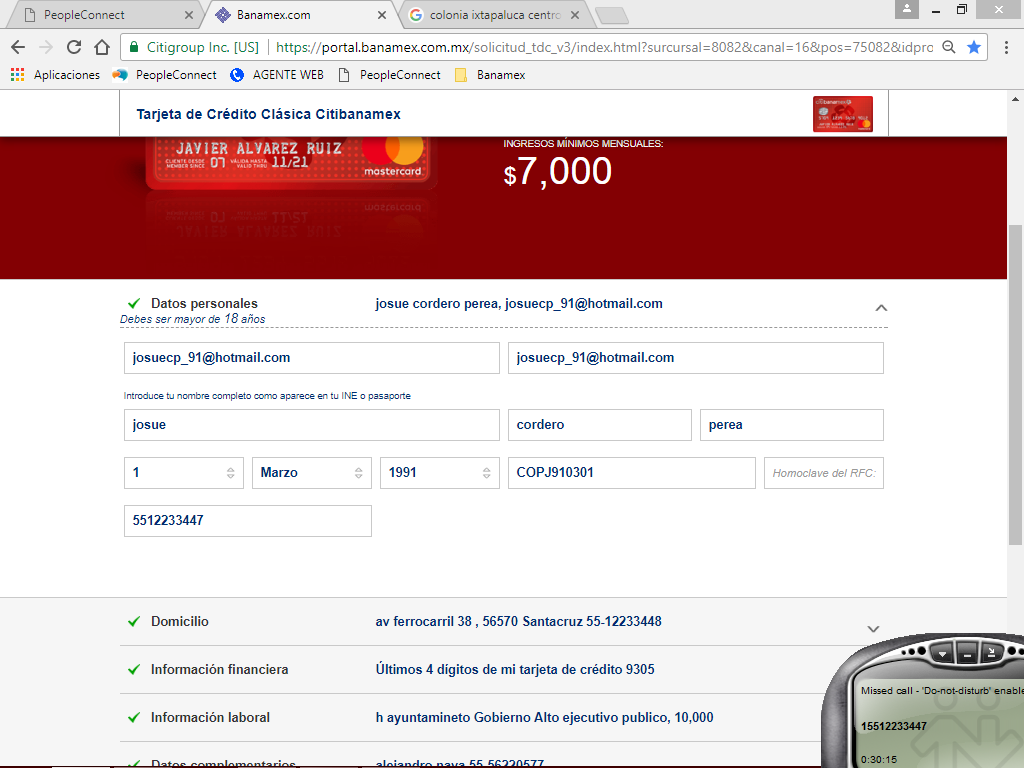 PeopleConnect
Banamex.com
colonia ixtapaluca centro
Citigroup Inc. [US]
https://portal.banamex.com.mx/solicitud_tdc_v3/index.html?surcursal=8082&canal=16&pos=75082&idpro
Aplicaciones
PeopleConnect
AGENTE WEB
PeopleConnect
Banamex
Tarjeta de Crédito Clásica Citibanamex
JAVIER ALVAREZ RUIZ
CLIENTE DESDE
MEMBER SINCE 07
VÁLIDA HASTA
VALID THRU 11/21
mastercard
INGRESOS MÍNIMOS MENSUALES:
$7,000
Datos personales
josue cordero perea, josuecp_91@hotmail.com
Debes ser mayor de 18 años
josuecp_91@hotmail.com
josuecp_91@hotmail.com
Introduce tu nombre completo como aparece en tu INE o pasaporte
josue
cordero
perea
1
Marzo
1991
COPJ910301
Homoclave del RFC:
5512233447
Domicilio
av ferrocarril 38 , 56570 Santacruz 55-12233448
Información financiera
Últimos 4 dígitos de mi tarjeta de crédito 9305
Información laboral
h ayuntamineto Gobierno Alto ejecutivo publico, 10,000
Datos complementarios
alejandro nava 55-56220577
Missed call - 'Do-not-disturb' enable
15512233447
0:30:15